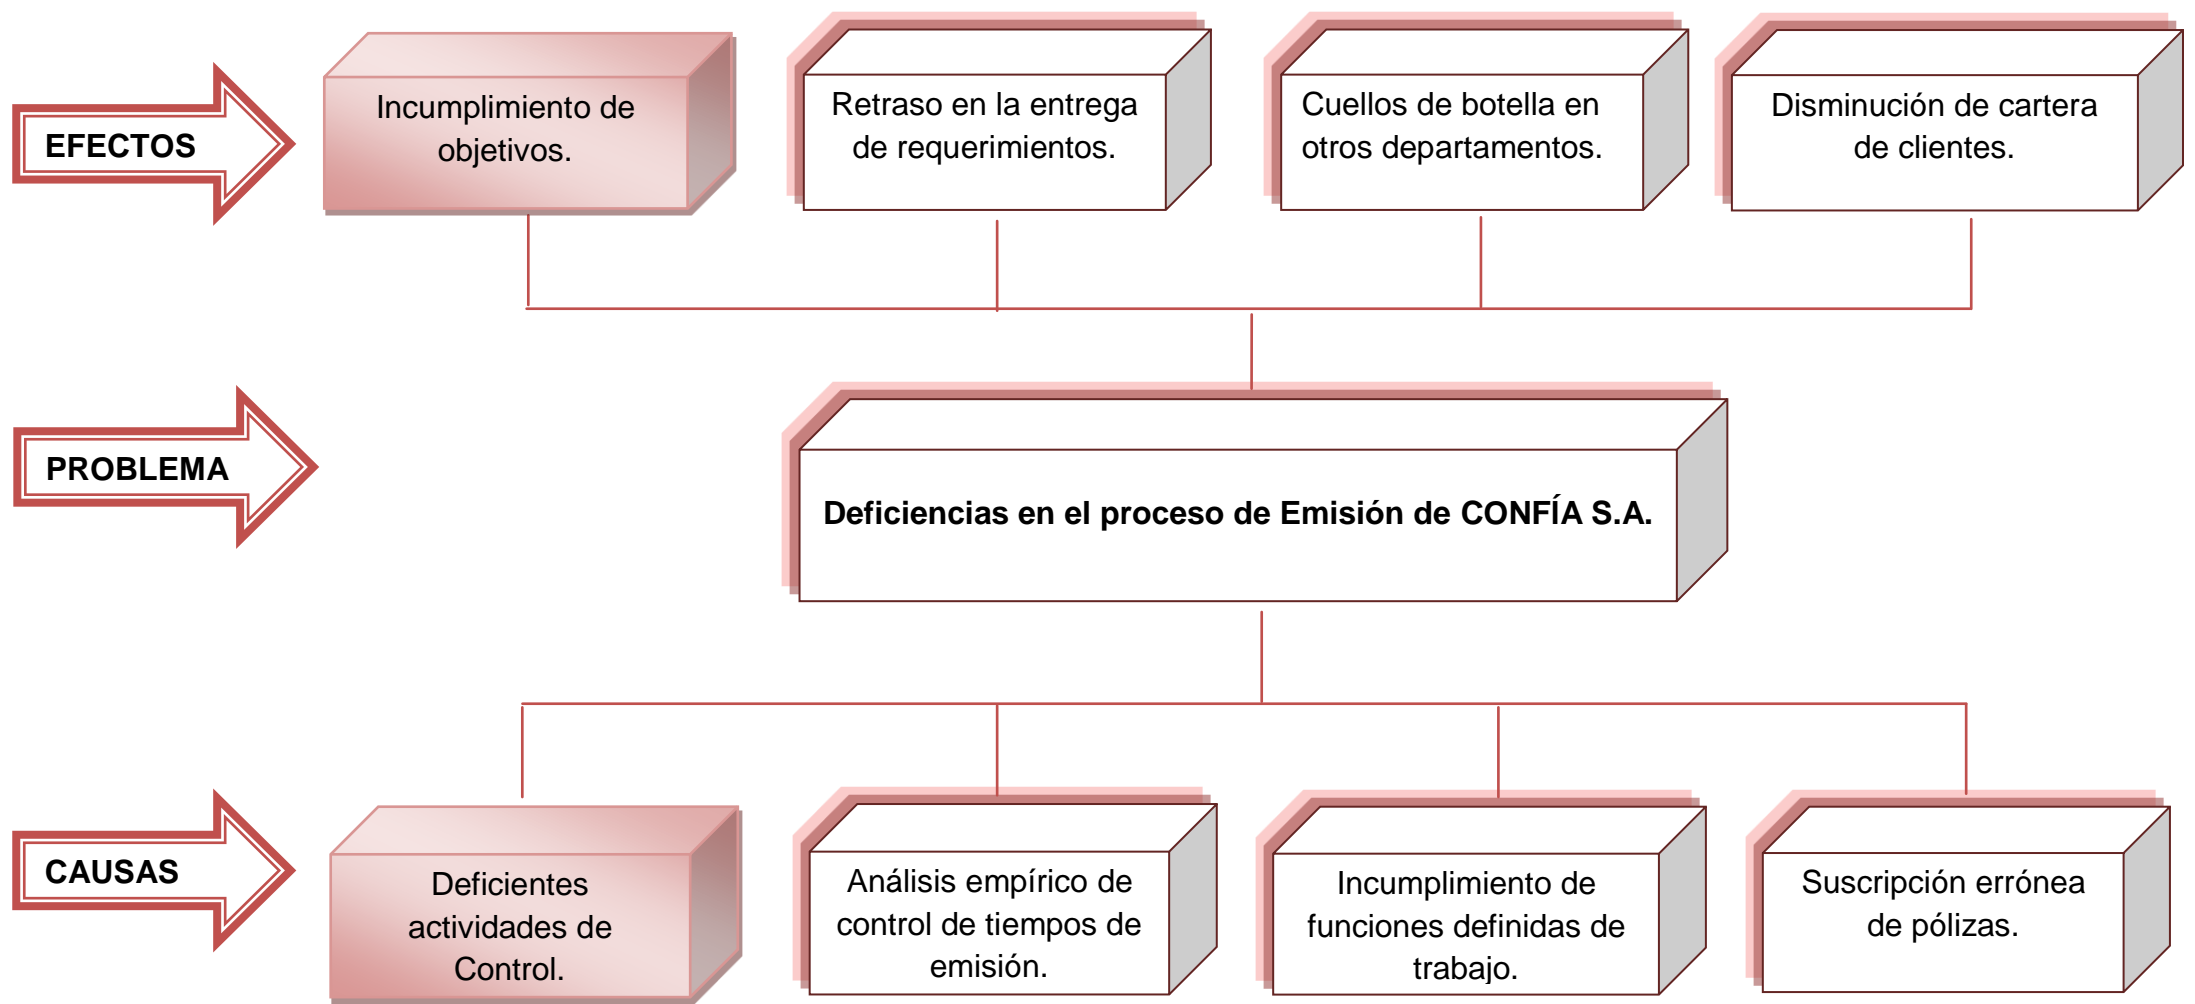 EFECTOS
Incumplimiento de
objetivos.
Retraso en la entrega
de requerimientos.
Cuellos de botella en
otros departamentos.
Disminución de cartera
de clientes.
PROBLEMA
Deficiencias en el proceso de Emisión de CONFÍA S.A.
CAUSAS
Deficientes
actividades de
Control.
Análisis empírico de
control de tiempos de
emisión.
Incumplimiento de
funciones definidas de
trabajo.
Suscripción errónea
de pólizas.